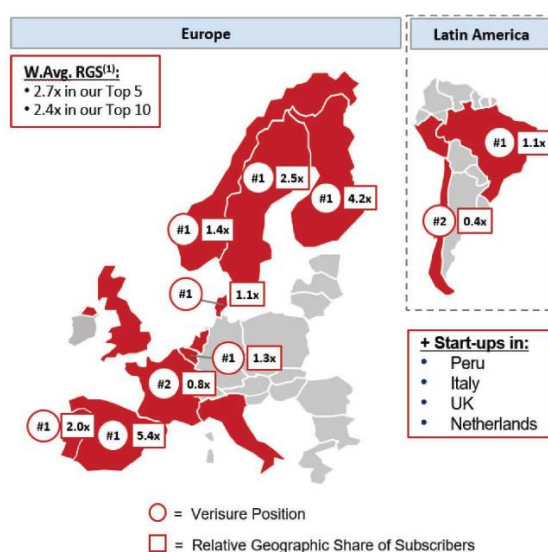 Europe
Latin America
W.Avg. RGS(1):
• 2.7x in our Top 5
• 2.4x in our Top 10
#1 2.5x
#1 4.2x
#1 1.4x
#1 1.1x
#1 1.3x
#2 0.8x
#1 2.0x
#1 5.4x
#1 1.1x
#2 0.4x
+ Start-ups in:
• Peru
• Italy
• UK
• Netherlands
= Verisure Position
= Relative Geographic Share of Subscribers